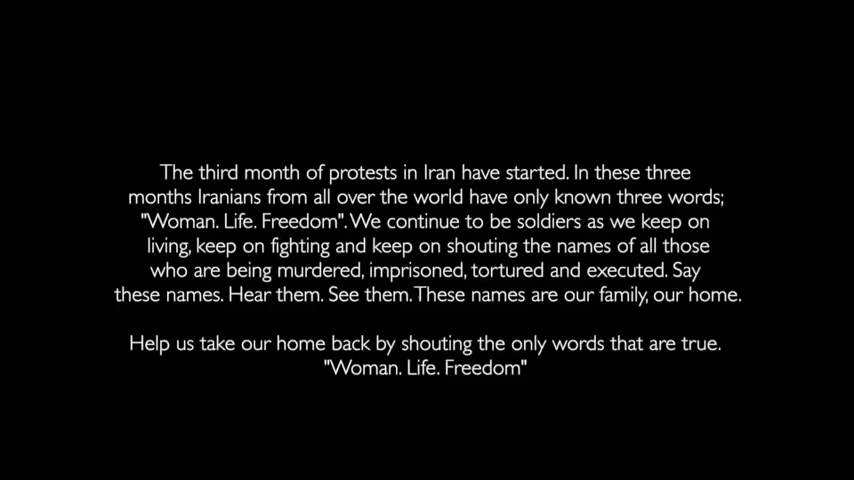 The third month of protests in Iran have started. In these three
months Iranians from all over the world have only known three words;
"Woman. Life. Freedom". We continue to be soldiers as we keep on
living, keep on fighting and keep on shouting the names of all those
who are being murdered, imprisoned, tortured and executed. Say
these names. Hear them. See them. These names are our family, our home.
Help us take our home back by shouting the only words that are true.
"Woman. Life. Freedom"